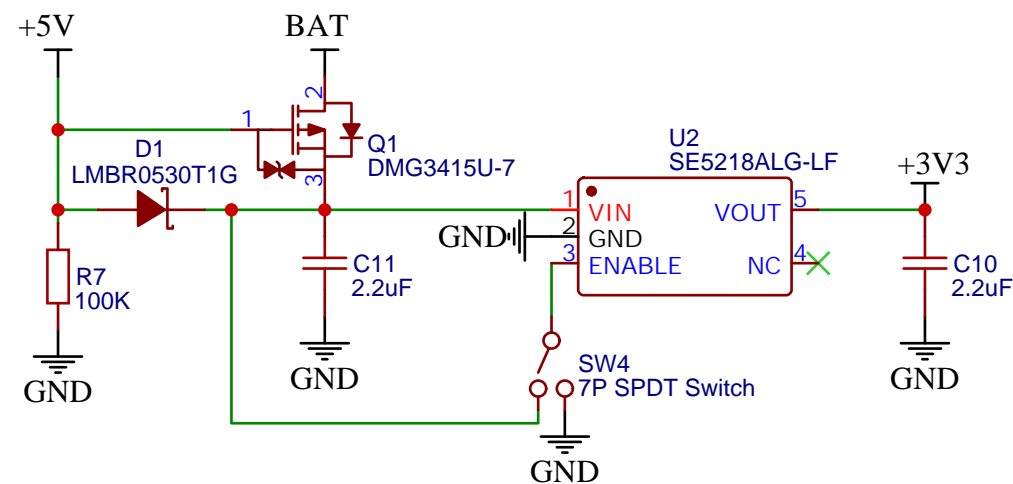 +5V
BAT
2
1
Q1
DMG3415U-7
3
D1
LMBR0530T1G
U2
SE5218ALG-LF
+3V3
1
VIN
VOUT
5
GND
2
GND
3
ENABLE
NC
4
R7
100K
C11
2.2uF
C10
2.2uF
GND
GND
GND
SW4
7P SPDT Switch
GND